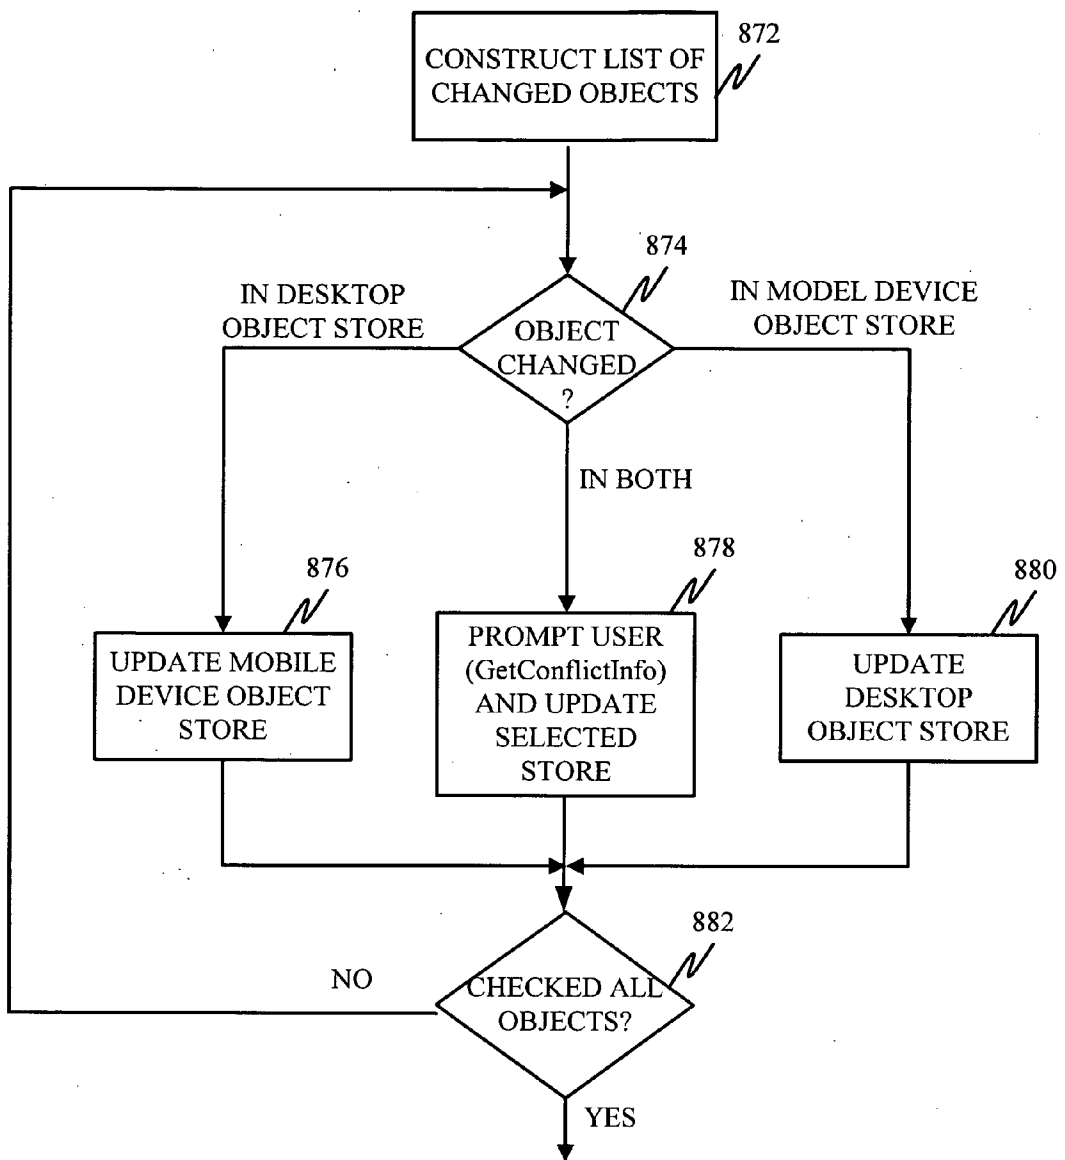 872
CONSTRUCT LIST OF
CHANGED OBJECTS
874
IN DESKTOP
OBJECT STORE
IN MODEL DEVICE
OBJECT STORE
OBJECT
CHANGED
?
IN BOTH
876
878
880
UPDATE MOBILE
DEVICE OBJECT
STORE
PROMPT USER
(GetConflictInfo)
AND UPDATE
SELECTED
STORE
UPDATE
DESKTOP
OBJECT STORE
882
NO
CHECKED ALL
OBJECTS?
YES